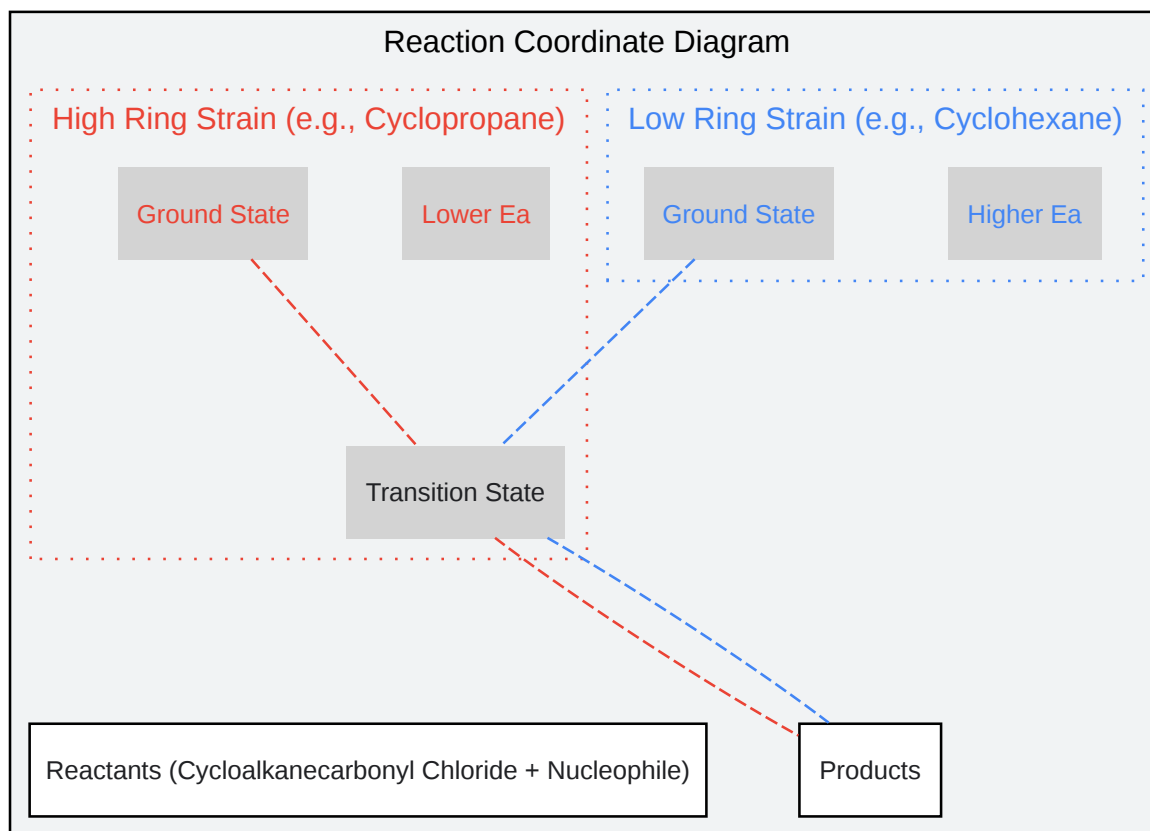 Reaction Coordinate Diagram
High Ring Strain (e.g., Cyclopropane)
Ground State
Lower Ea
Low Ring Strain (e.g., Cyclohexane)
Ground State
Higher Ea
Transition State
Reactants (Cycloalkanecarbonyl Chloride + Nucleophile)
Products